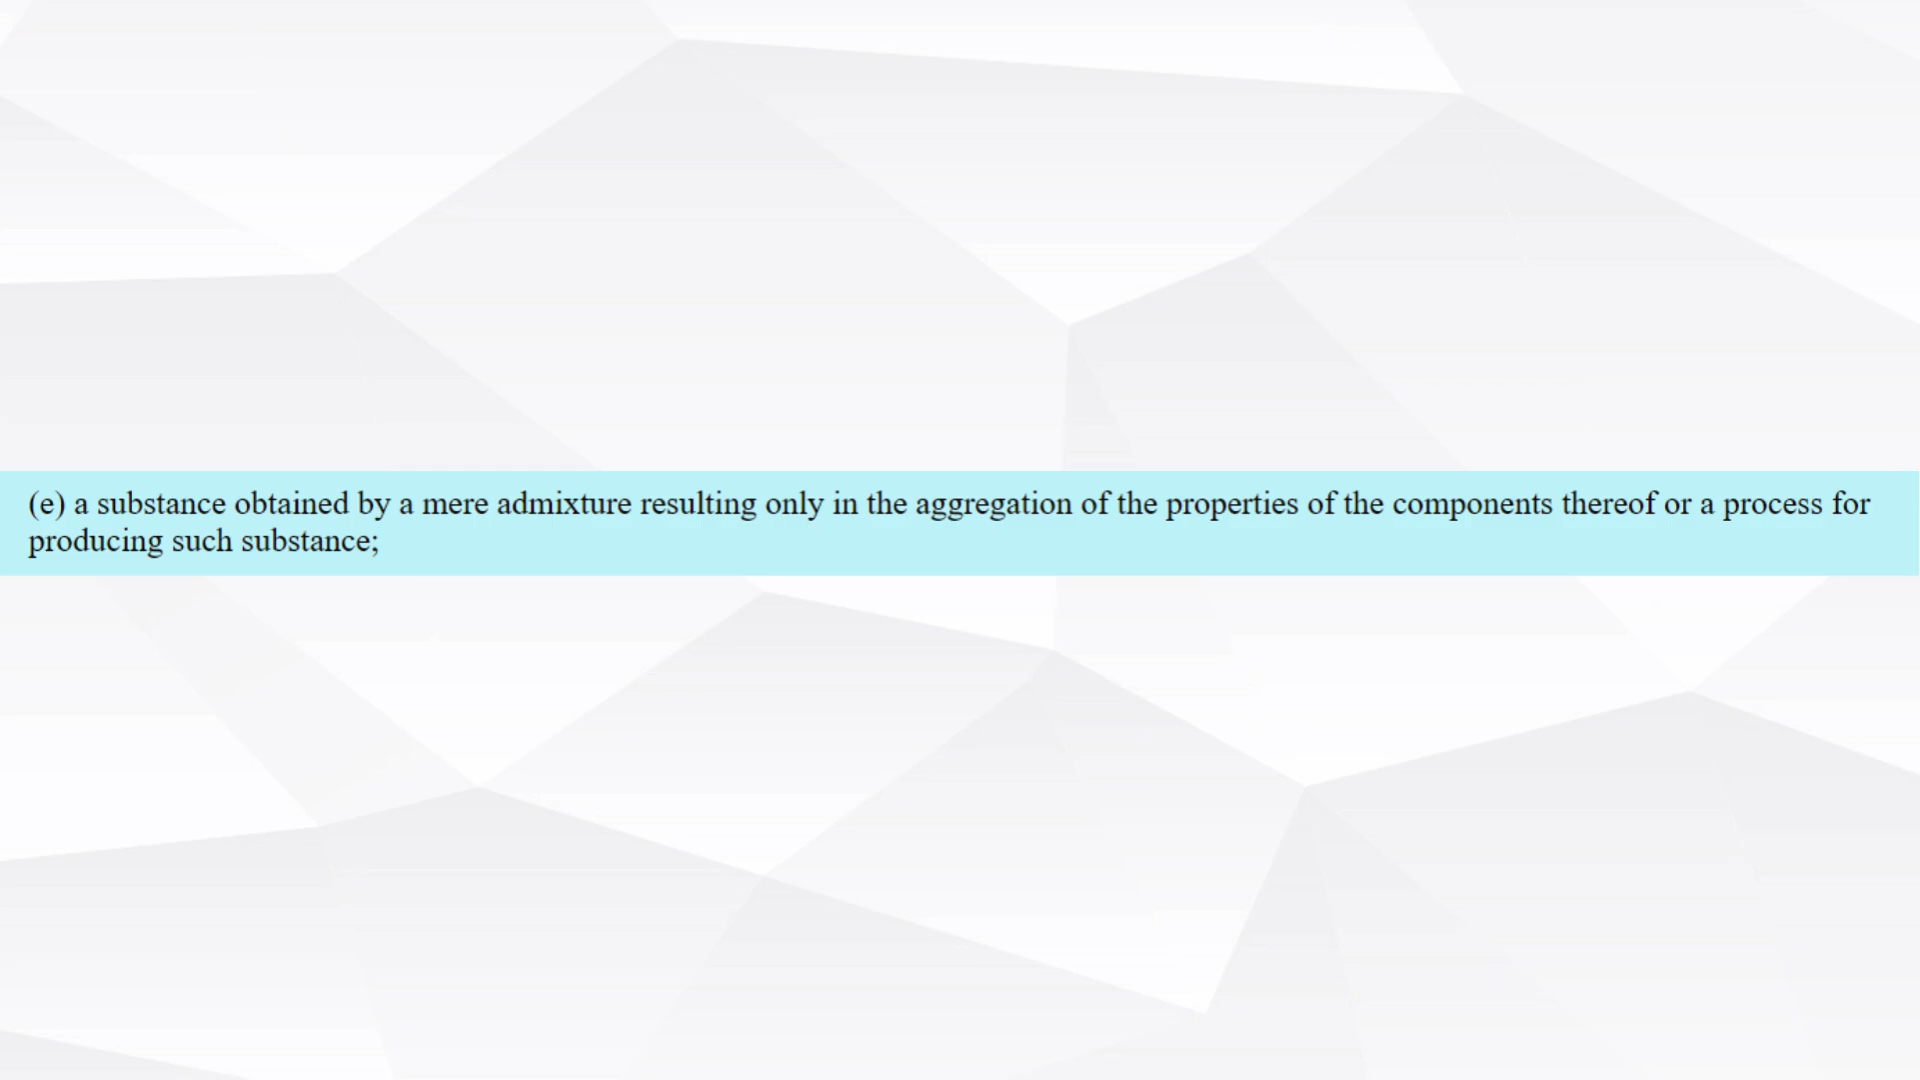 (e) a substance obtained by a mere admixture resulting only in the aggregation of the properties of the components thereof or a process for
producing such substance;